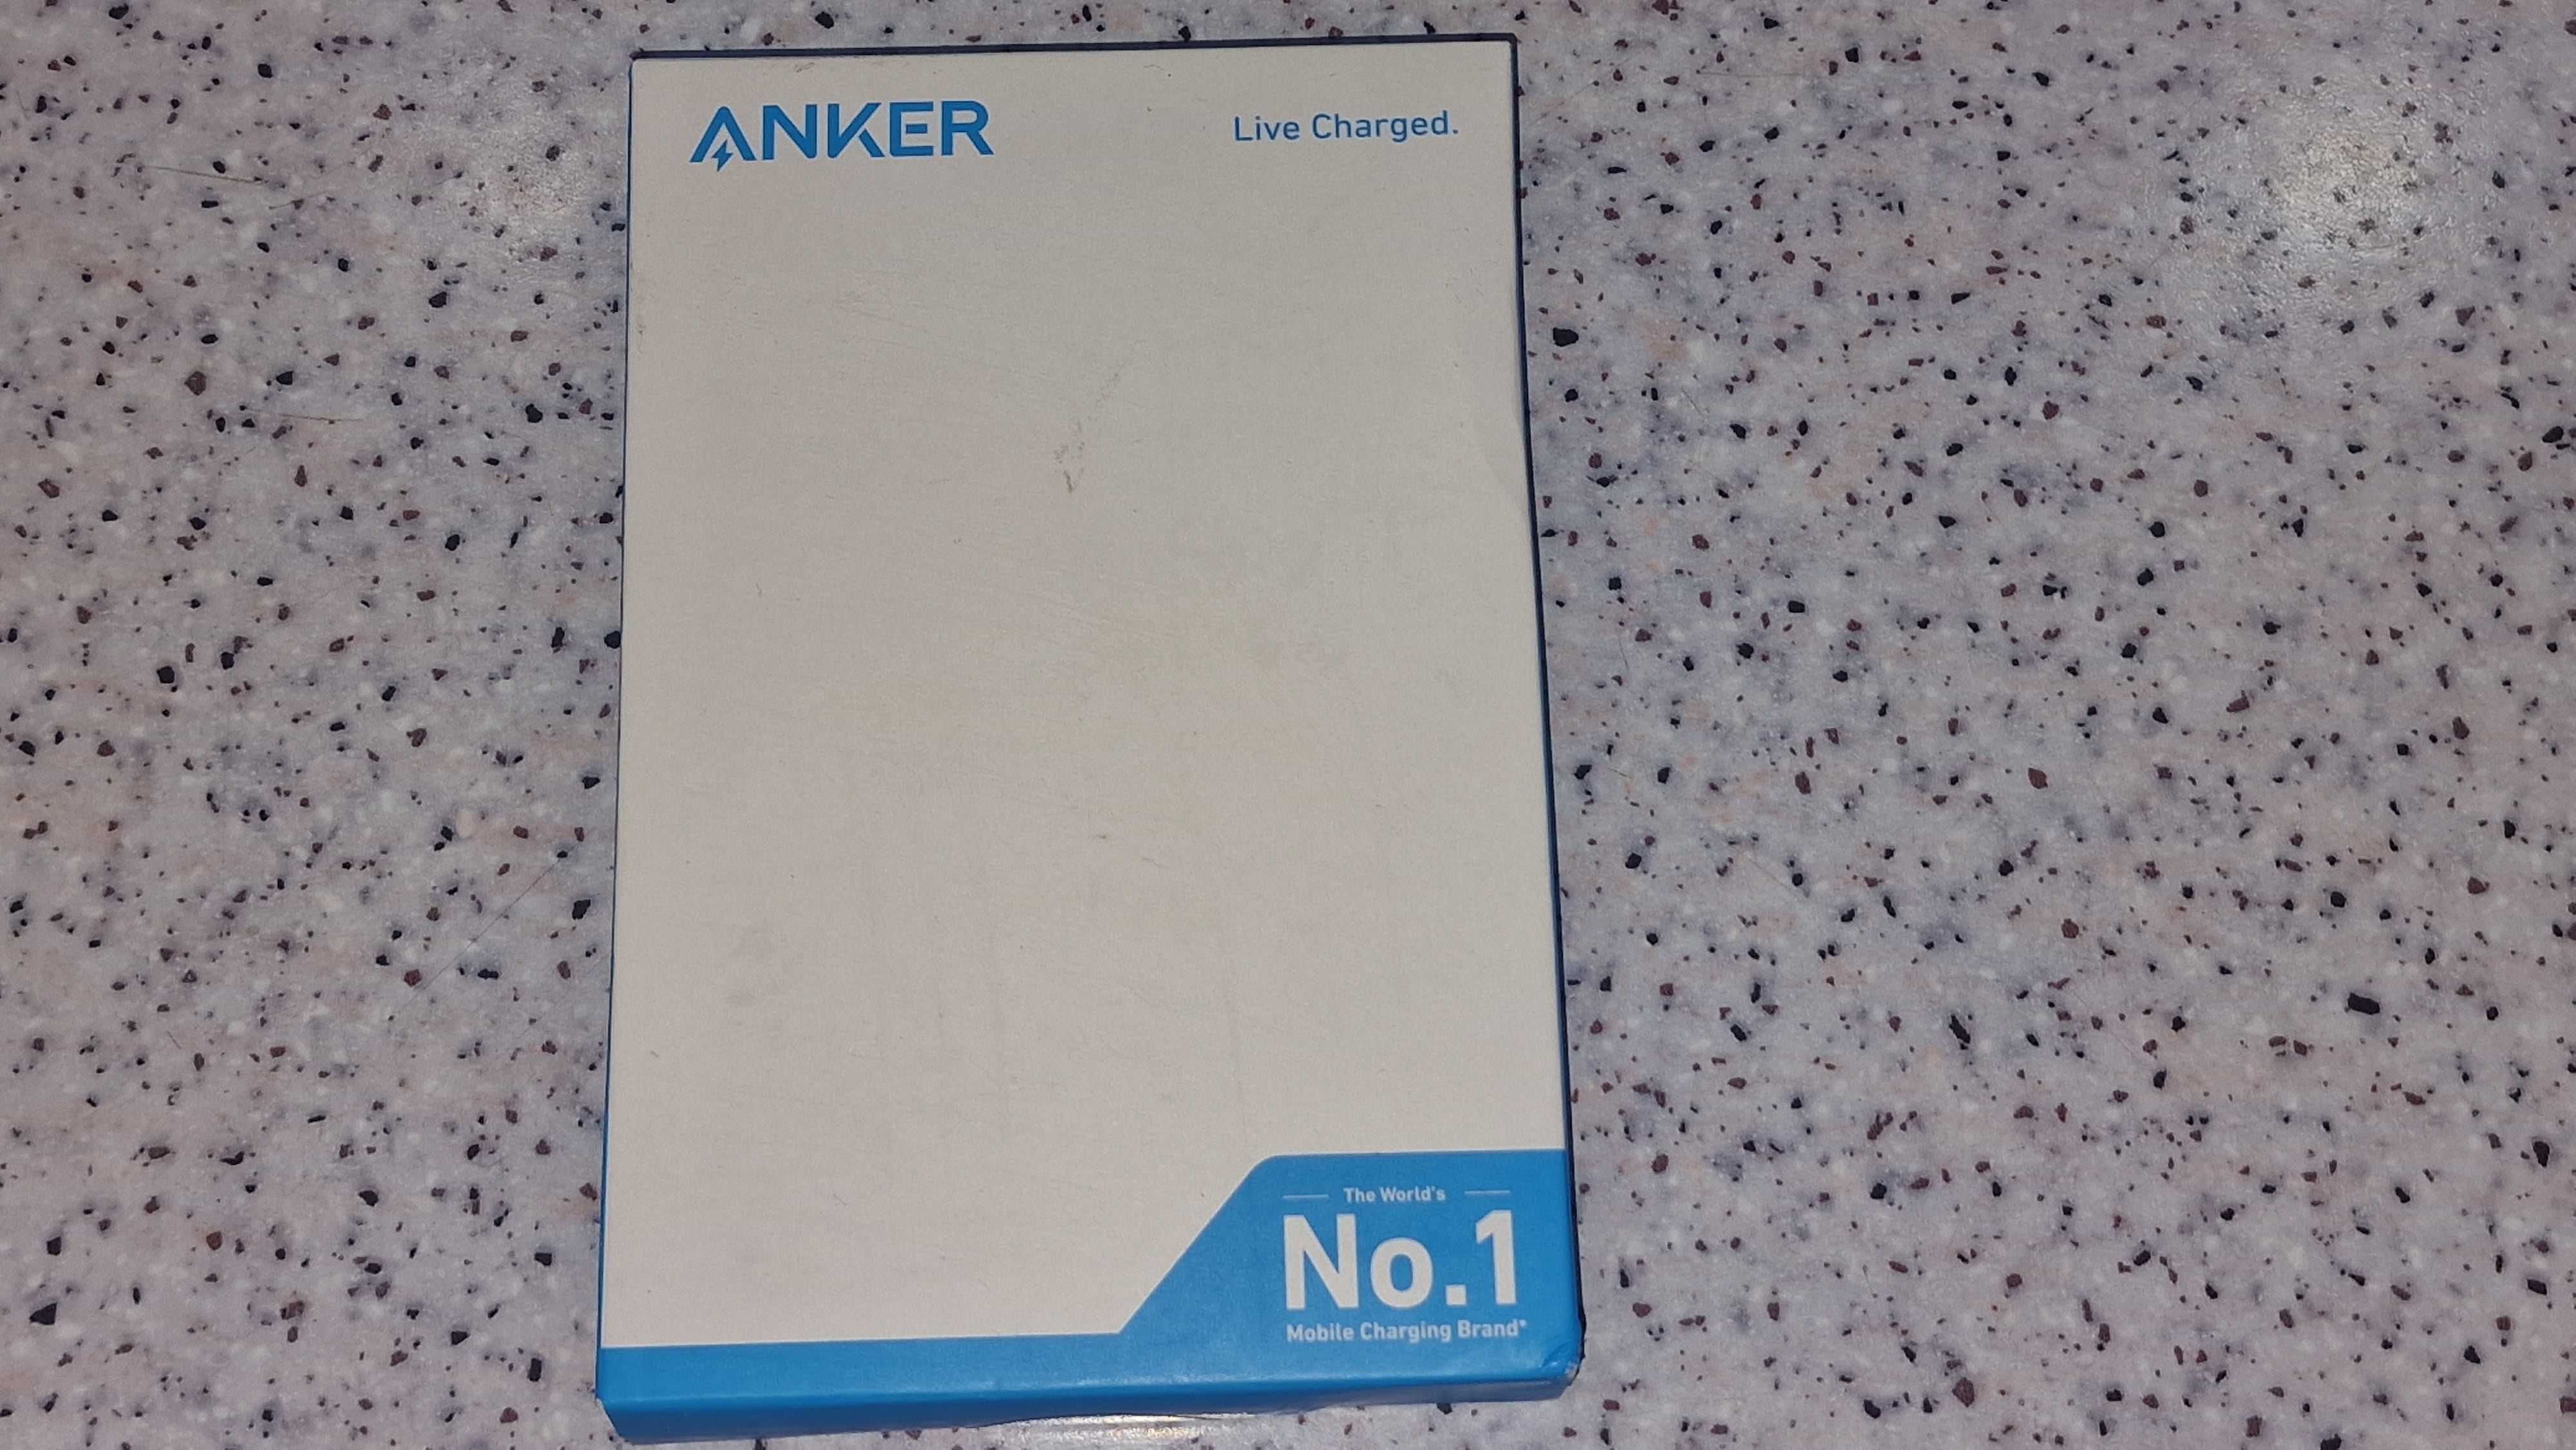 ANKER
Live Charged.
The World's
No.1
Mobile Charging Brand*